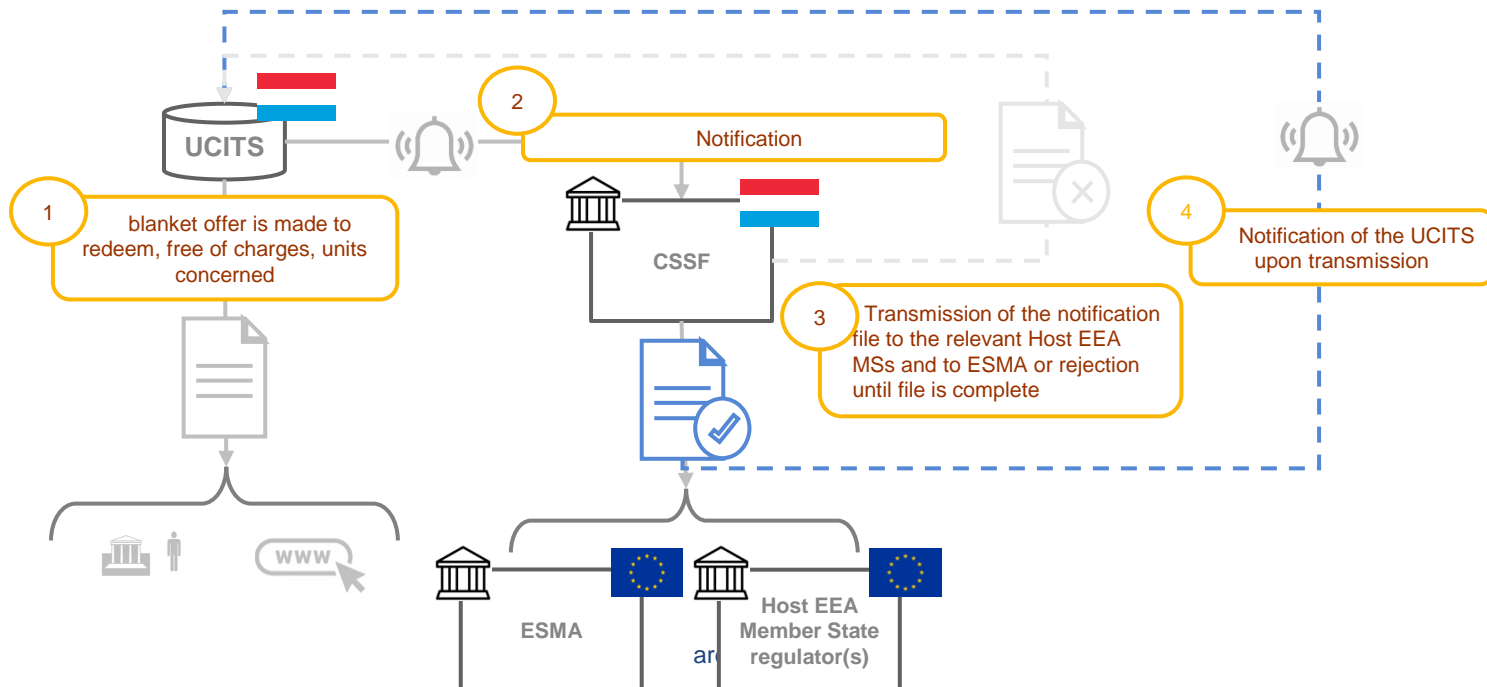 2
Notification
UCITS
1
blanket offer is made to
redeem, free of charges, units
concerned
CSSF
4
Notification of the UCITS
upon transmission
3
Transmission of the notification
file to the relevant Host EEA
MSs and to ESMA or rejection
until file is complete
www
ESMA
Host EEA
Member State
regulator(s)